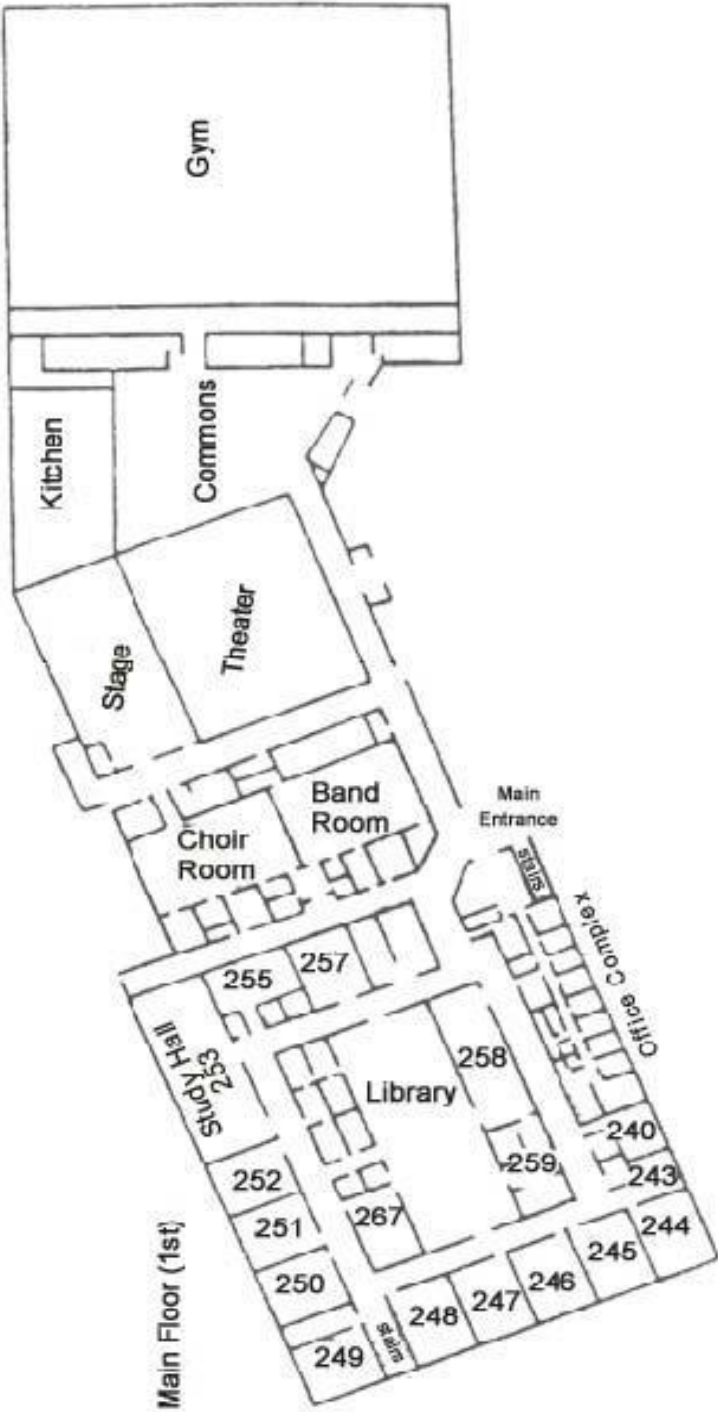 Gym
Kitchen
Commons
Stage
Theater
Band
Room
Choir
Room
Main
Entrance
stairs
Office Complex
255
257
Study Hall
253
Library
258
259
240
243
244
252
251
250
249
267
stairs
248
247
246
245
Main Floor (1st)